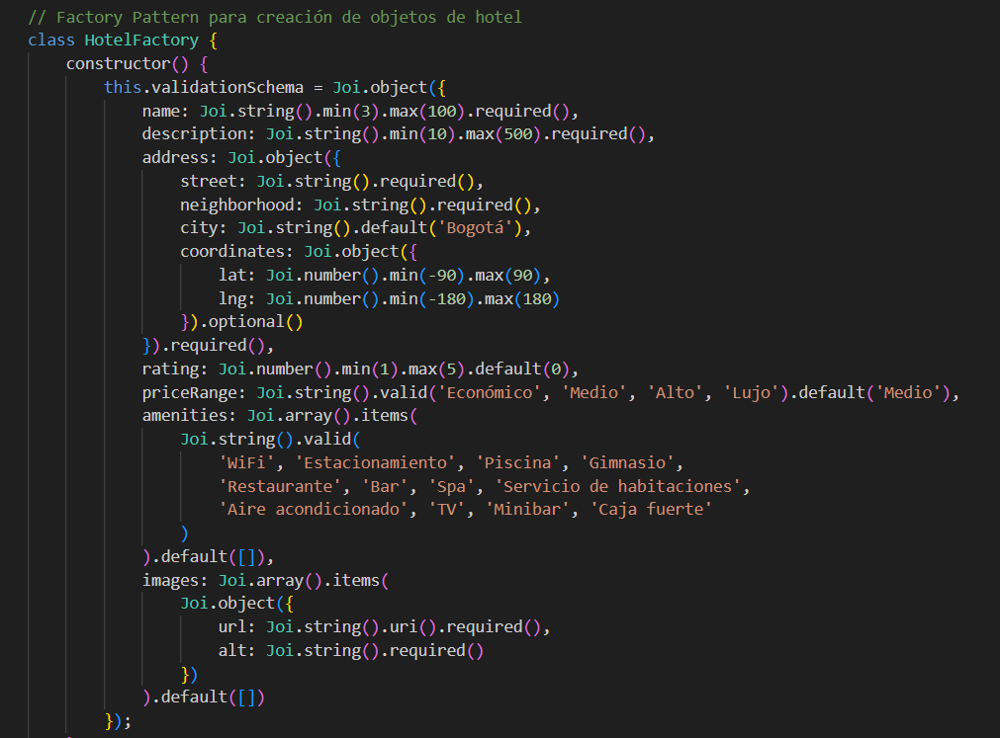 // Factory Pattern para creación de objetos de hotel
class HotelFactory {
    constructor() {
        this.validationSchema = Joi.object({
            name: Joi.string().min(3).max(100).required(),
            description: Joi.string().min(10).max(500).required(),
            address: Joi.object({
                street: Joi.string().required(),
                neighborhood: Joi.string().required(),
                city: Joi.string().default('Bogotá'),
                coordinates: Joi.object({
                    lat: Joi.number().min(-90).max(90),
                    lng: Joi.number().min(-180).max(180)
                }).optional()
            }).required(),
            rating: Joi.number().min(1).max(5).default(0),
            priceRange: Joi.string().valid('Económico', 'Medio', 'Alto', 'Lujo').default('Medio'),
            amenities: Joi.array().items(
                Joi.string().valid(
                    'WiFi', 'Estacionamiento', 'Piscina', 'Gimnasio',
                    'Restaurante', 'Bar', 'Spa', 'Servicio de habitaciones',
                    'Aire acondicionado', 'TV', 'Minibar', 'Caja fuerte'
                )
            ).default([]),
            images: Joi.array().items(
                Joi.object({
                    url: Joi.string().uri().required(),
                    alt: Joi.string().required()
                })
            ).default([])
        });